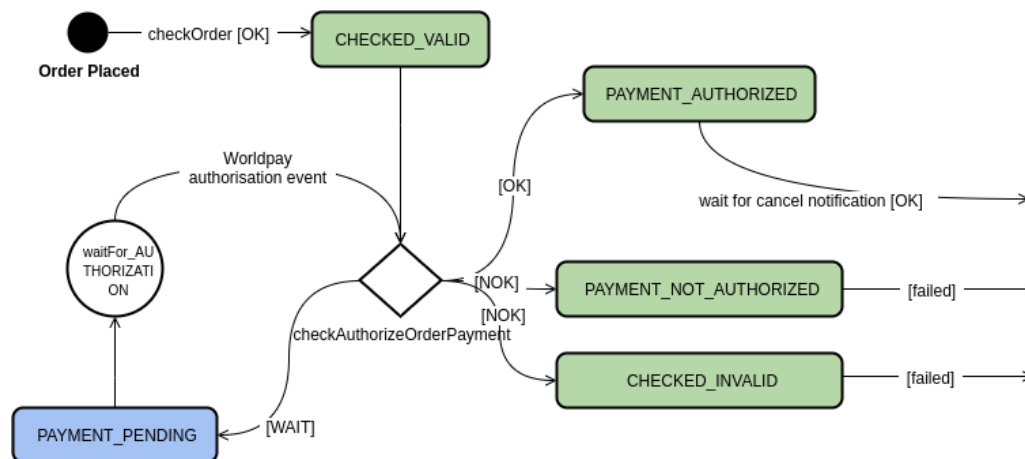 checkOrder [OK]
CHECKED_VALID
Order Placed
PAYMENT_AUTHORIZED
Worldpay
authorisation event
[OK]
wait for cancel notification [OK]
waitFor_AU
THORIZATI
ON
[NOK]
PAYMENT_NOT_AUTHORIZED
[failed]
[NOK]
checkAuthorizeOrderPayment
CHECKED_INVALID
[failed]
[WAIT]
PAYMENT_PENDING